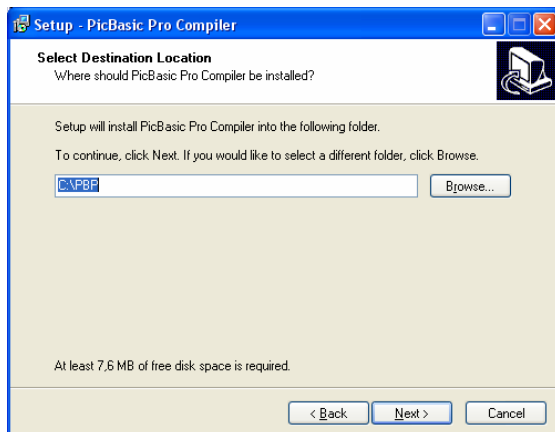 Setup - PicBasic Pro Compiler
Select Destination Location
Where should PicBasic Pro Compiler be installed?
Setup will install PicBasic Pro Compiler into the following folder.
To continue, click Next. If you would like to select a different folder, click Browse.
C:\PBP
Browse...
At least 7,6 MB of free disk space is required.
< Back
Next >
Cancel